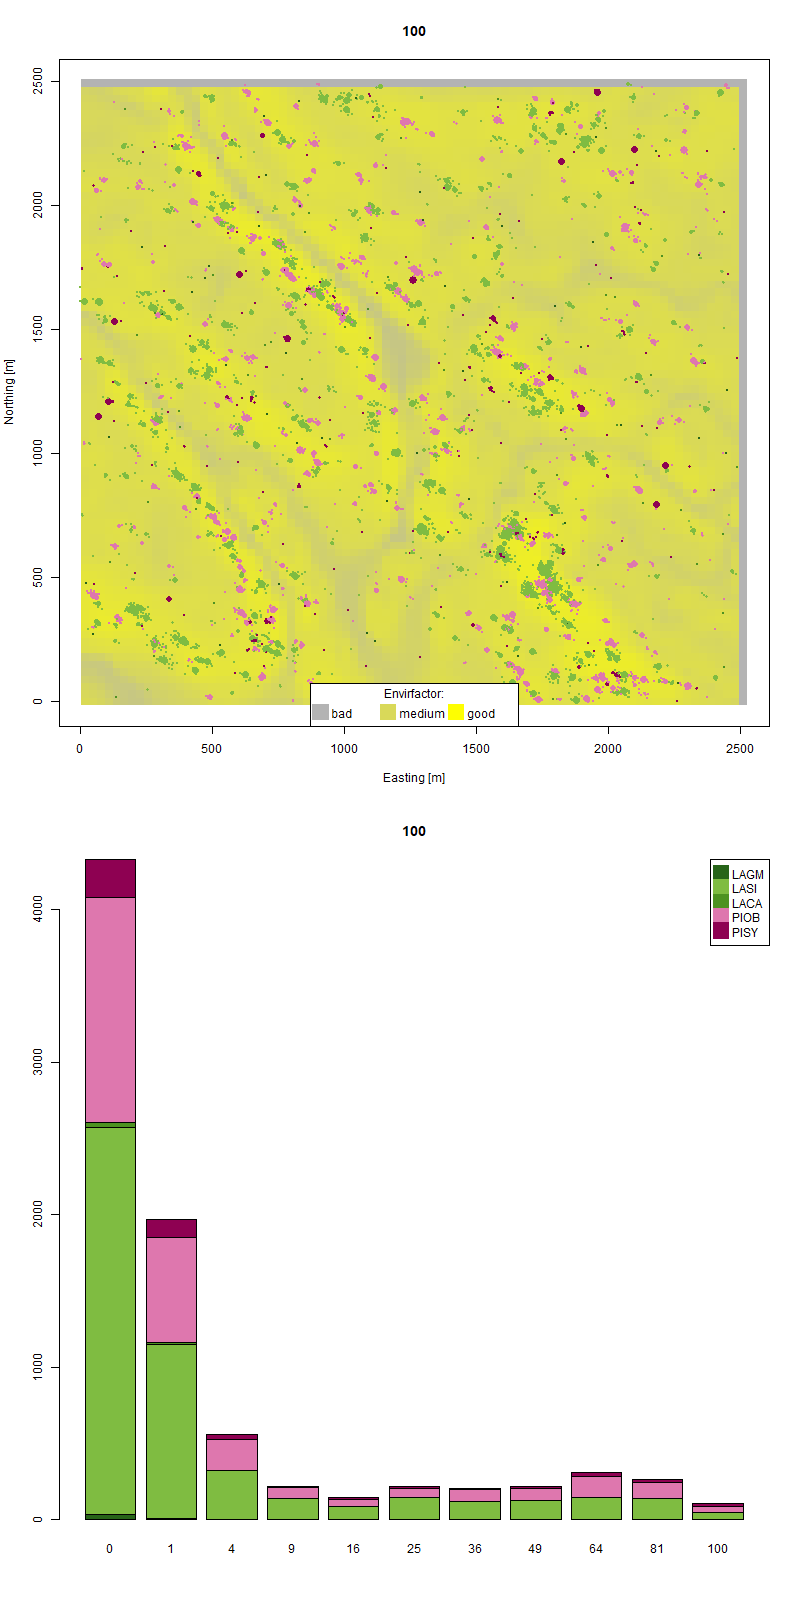 100
2500
2000
1500
1000
500
0
Northing [m]
Envirfactor:
bad medium good
0 500 1000 1500 2000 2500
Easting [m]
100
LAGM
LASI
LACA
PIOB
PISY
4000
3000
2000
1000
0
0 1 4 9 16 25 36 49 64 81 100